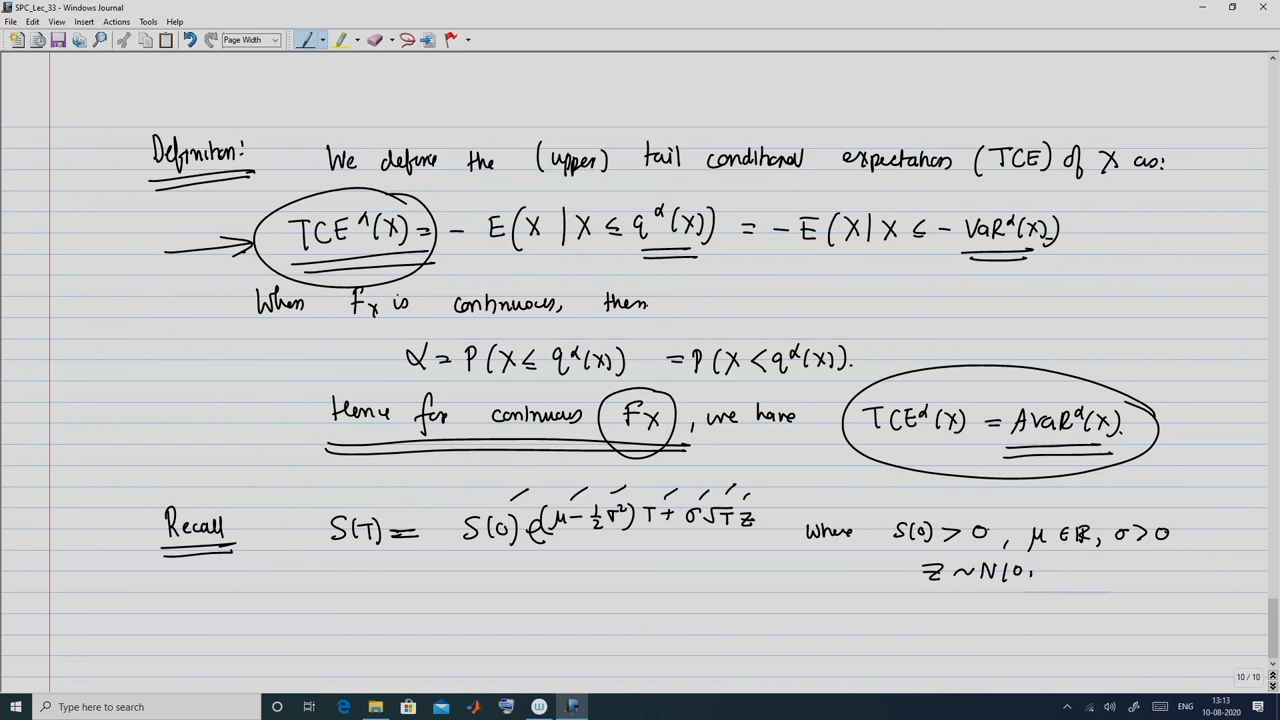 SPC_Lec_33 - Windows Journal
File Edit View Insert Actions Tools Help
Page Width
Definition: We define the (upper) tail conditional expectation (TCE) of X as:
TCE^α(X) = - E(X | X ≤ q^α(X)) = - E(X | X ≤ - VaR^α(X))
When F_X is continuous, then
α = P(X ≤ q^α(X)) = P(X < q^α(X)).
Hence for continuous F_X, we have TCE^α(X) = AVaR^α(X).
Recall S(T) = S(0) e^(μ - 1/2 σ²) T + σ √T Z where S(0) > 0, μ ∈ ℝ, σ > 0
Z ~ N(0,
10 / 10
Type here to search
ENG
13:13
10-08-2020